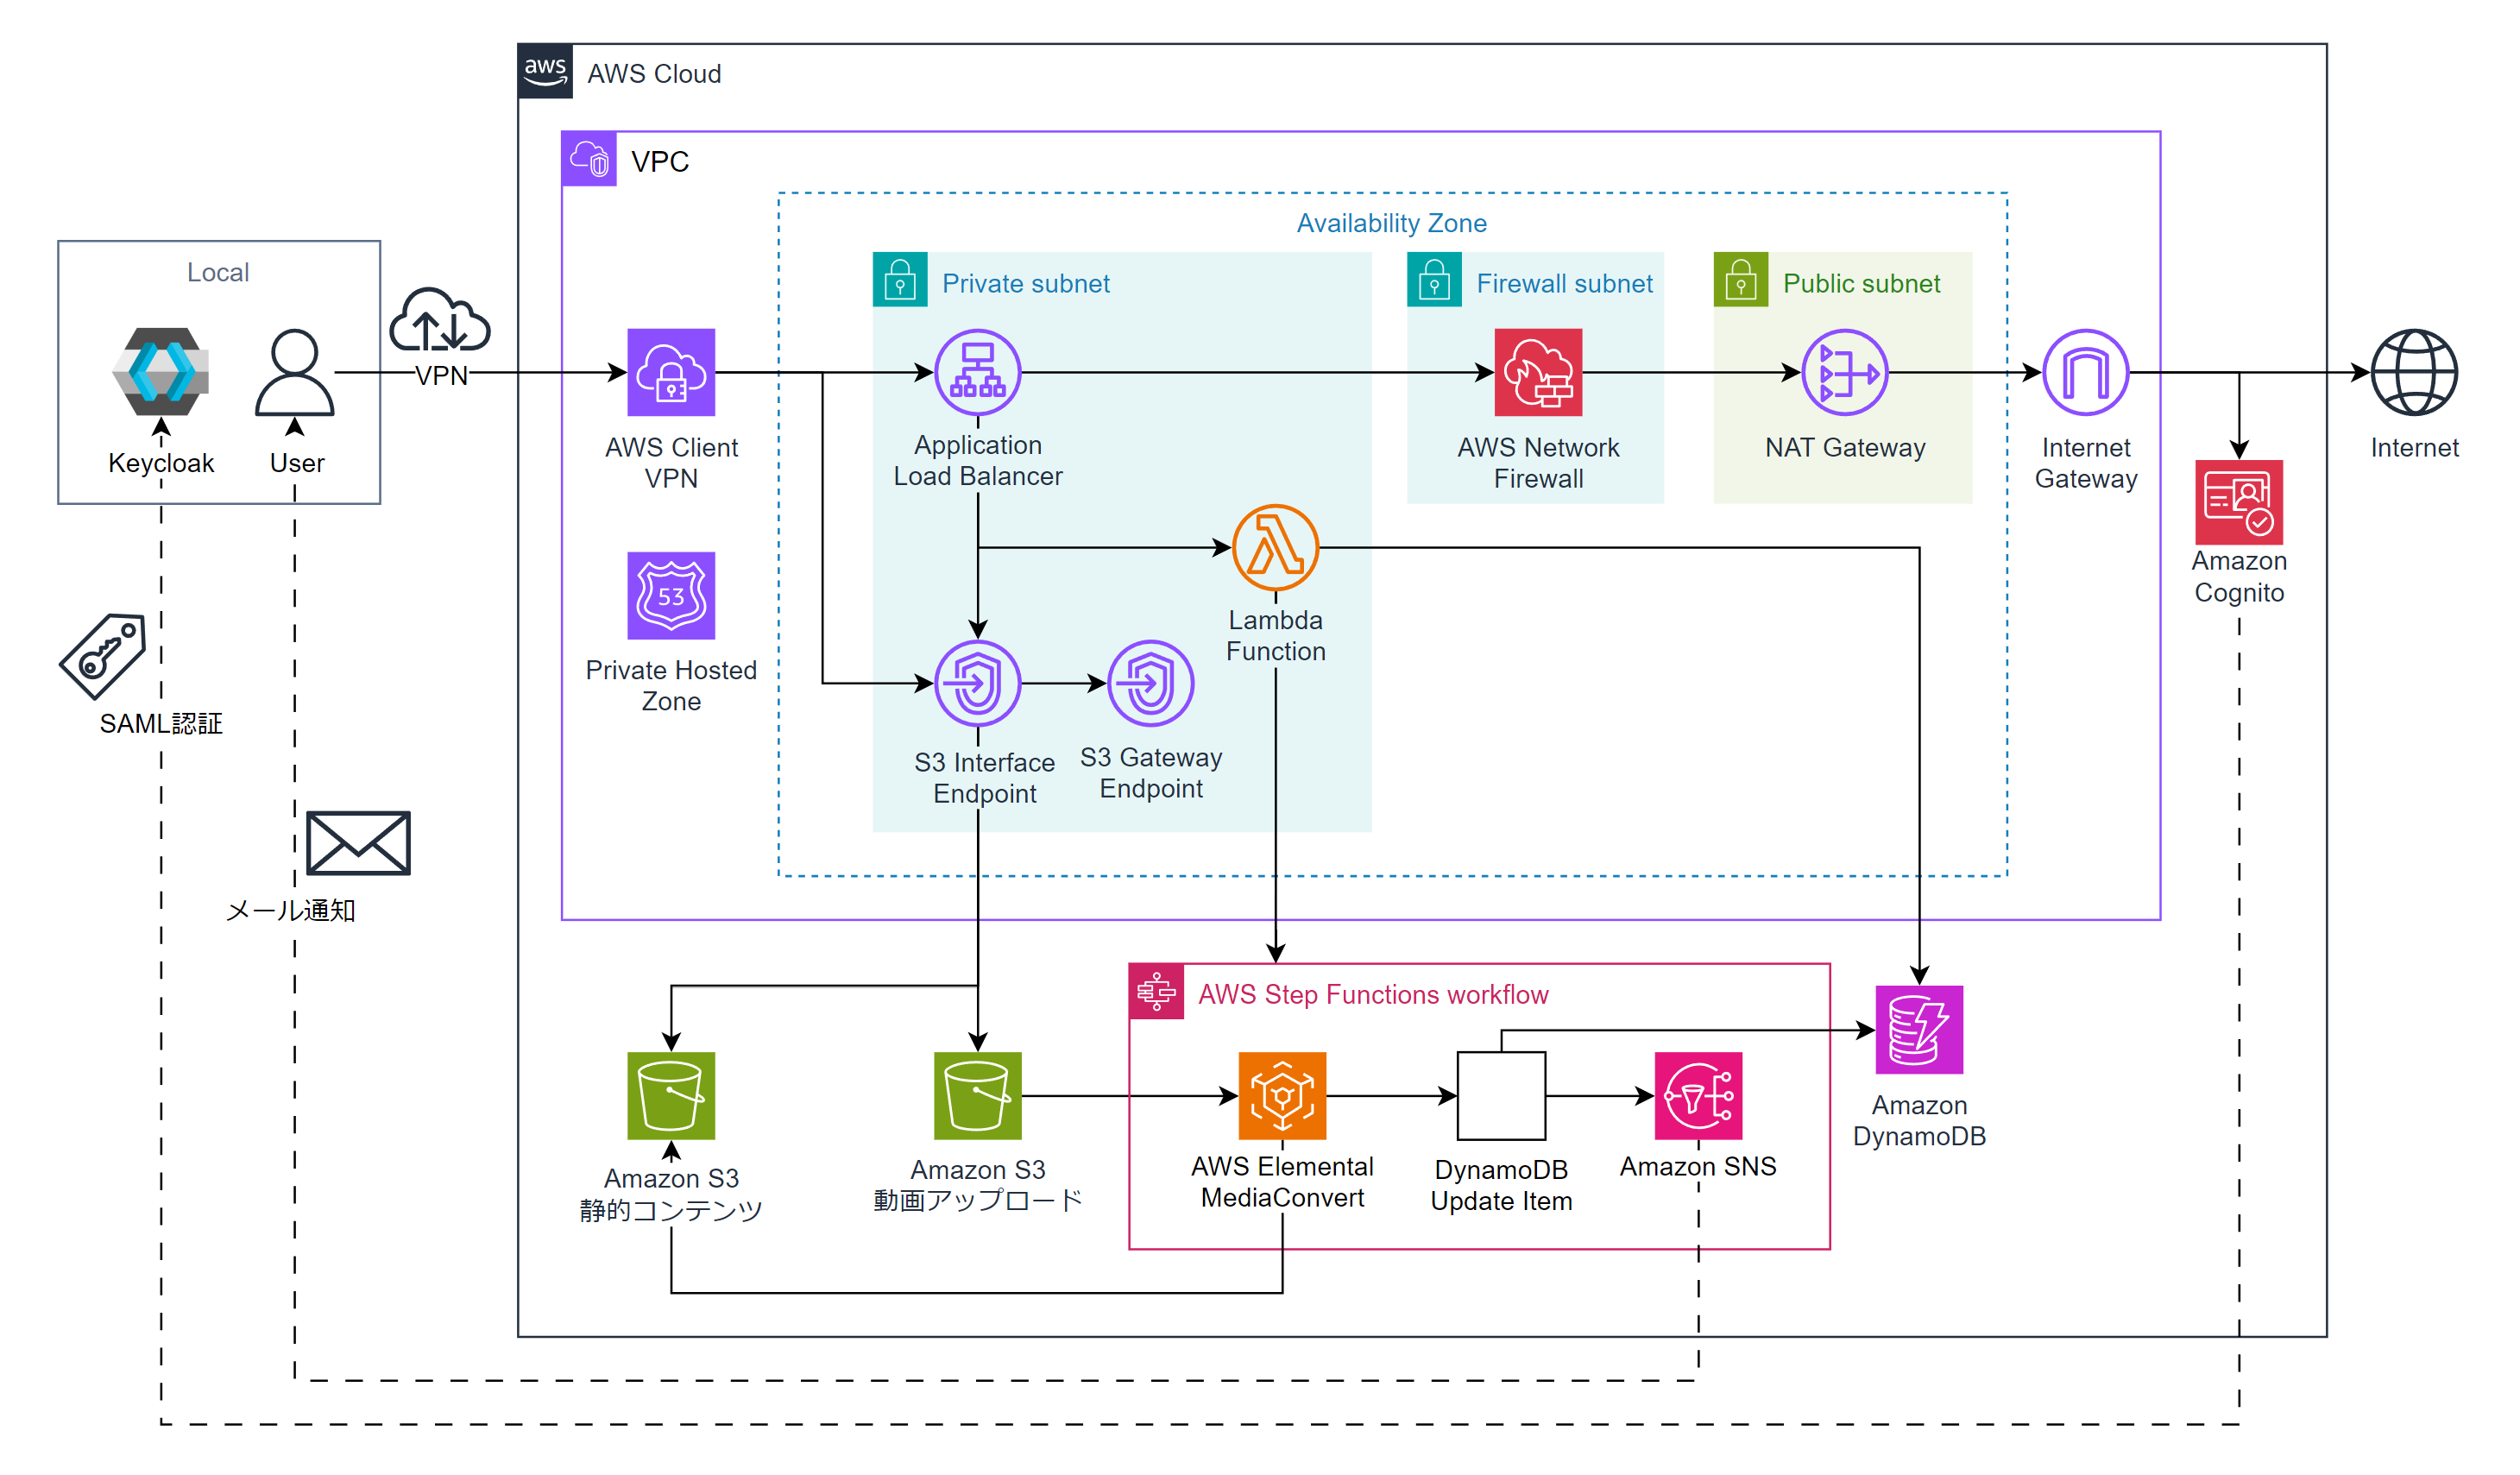 aws
AWS Cloud
VPC
Availability Zone
Local
Private subnet
Firewall subnet
Public subnet
VPN
Keycloak
User
AWS Client
VPN
Application
Load Balancer
AWS Network
Firewall
NAT Gateway
Internet
Gateway
Internet
Amazon
Cognito
53
Private Hosted
Zone
Lambda
Function
SAML認証
S3 Interface
Endpoint
S3 Gateway
Endpoint
メール通知
AWS Step Functions workflow
Amazon S3
静的コンテンツ
Amazon S3
動画アップロード
AWS Elemental
MediaConvert
DynamoDB
Update Item
Amazon SNS
Amazon
DynamoDB